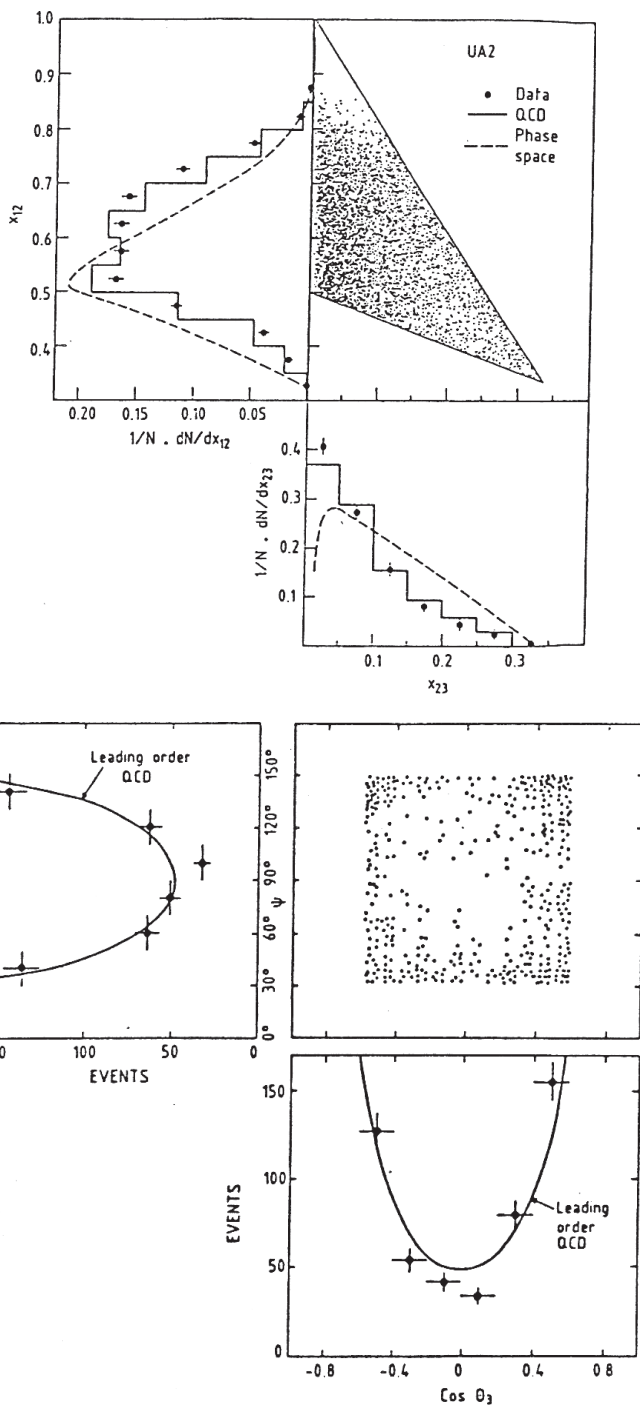 1.0
0.9
0.8
0.7
0.6
0.5
0.4
x12
0.20
0.15
0.10
0.05
1/N . dN/dx12
UA2
Data
QCD
Phase
space
0.4
0.3
0.2
0.1
1/N . dN/dx23
0.1
0.2
0.3
x23
Leading order
QCD
0
100
50
0
EVENTS
150°
120°
90°
60°
30°
0°
Ψ
150
100
50
0
EVENTS
Leading
order
QCD
-0.8
-0.4
0
0.4
0.8
Cos θ3